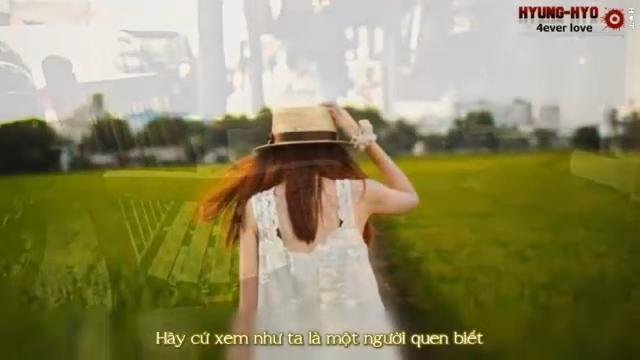 HYUNG-HYO
4ever love
Hãy cứ xem như ta là một người quen biết